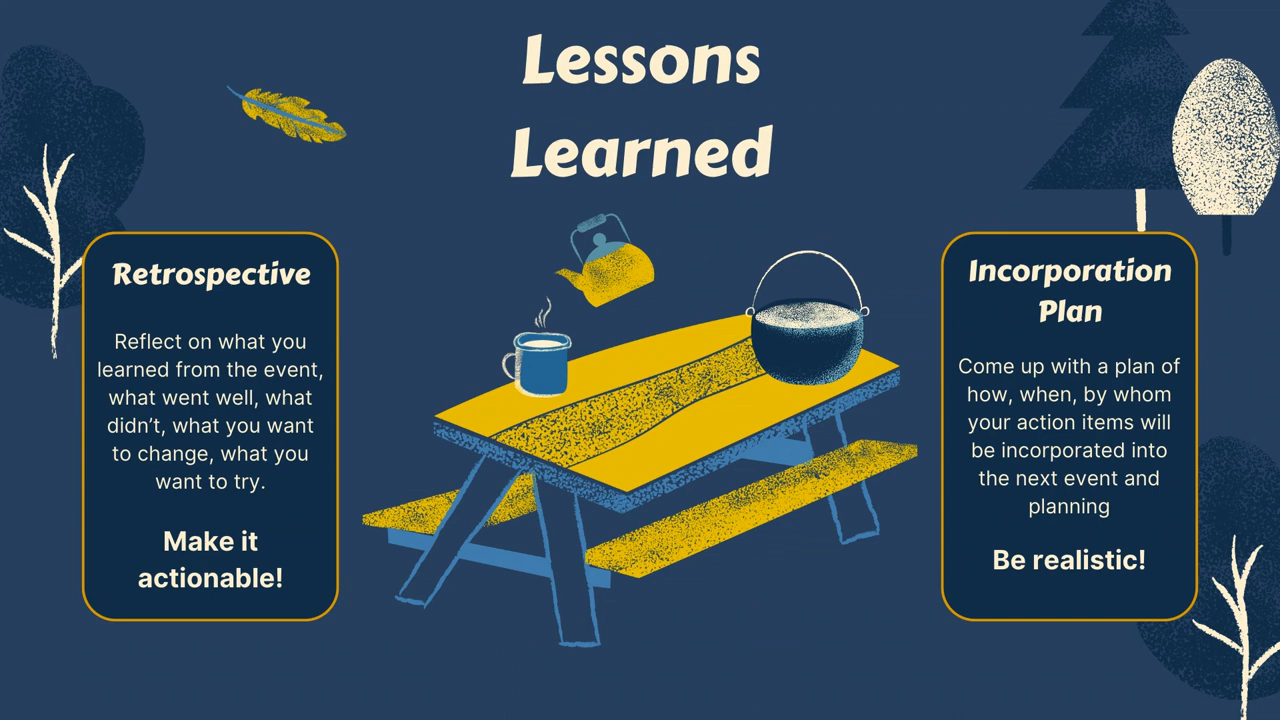 Lessons
Learned
Retrospective
Reflect on what you
learned from the event,
what went well, what
didn’t, what you want
to change, what you
want to try.
Make it
actionable!
Incorporation
Plan
Come up with a plan of
how, when, by whom
your action items will
be incorporated into
the next event and
planning
Be realistic!